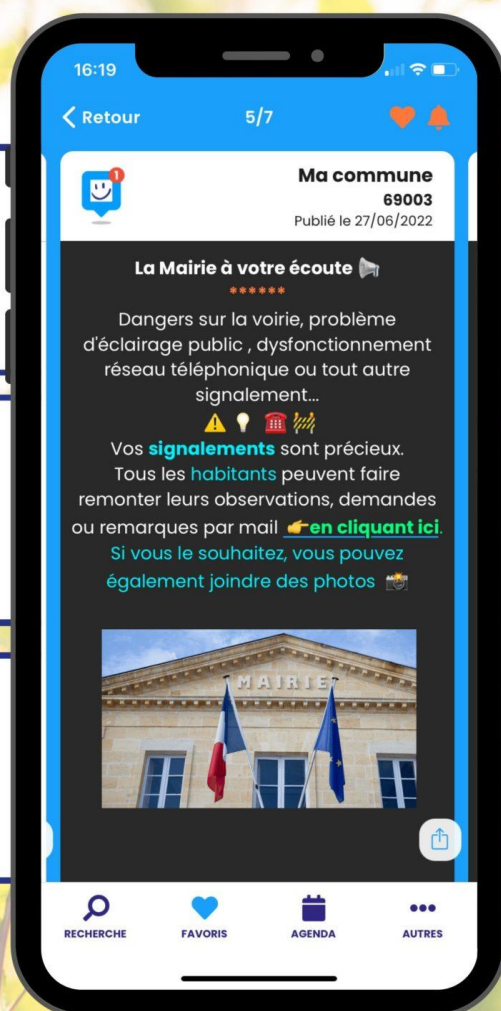 16:19
Retour
5/7
1
Ma commune
69003
Publié le 27/06/2022
La Mairie à votre écoute
******
Dangers sur la voirie, problème
d'éclairage public , dysfonctionnement
réseau téléphonique ou tout autre
signalement...
Vos signalements sont précieux.
Tous les habitants peuvent faire
remonter leurs observations, demandes
ou remarques par mail en cliquant ici.
Si vous le souhaitez, vous pouvez
également joindre des photos
MAIRIE
RECHERCHE
FAVORIS
AGENDA
AUTRES